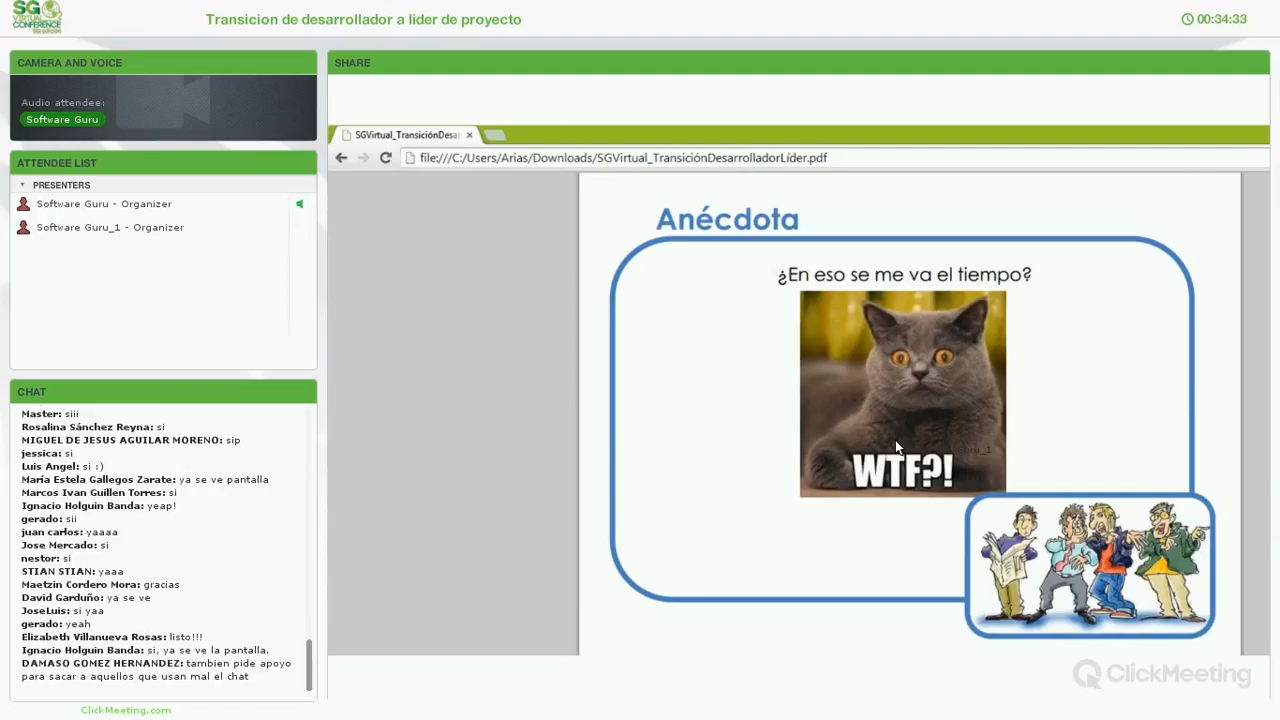 SG
VIRTUAL
CONFERENCE
Transicion de desarrollador a lider de proyecto
00:34:33
CAMERA AND VOICE
Audio attendee:
Software Guru
ATTENDEE LIST
PRESENTERS
Software Guru - Organizer
Software Guru_1 - Organizer
CHAT
Master: siii
Rosalina Sánchez Reyna: si
MIGUEL DE JESUS AGUILAR MORENO: sip
jessica: si
Luis Angel: si :)
María Estela Gallegos Zarate: ya se ve pantalla
Marcos Ivan Guillen Torres: si
Ignacio Holguin Banda: yeap!
gerado: sii
juan carlos: yaaaa
Jose Mercado: si
nestor: si
STIAN STIAN: yaaa
Maetzin Cordero Mora: gracias
David Garduño: ya se ve
JoseLuis: si yaa
gerado: yeah
Elizabeth Villanueva Rosas: listo!!!
Ignacio Holguin Banda: si, ya se ve la pantalla.
DAMASO GOMEZ HERNANDEZ: tambien pide apoyo
para sacar a aquellos que usan mal el chat
ClickMeeting.com
SHARE
SGVirtual_TransiciónDesar
file:///C:/Users/Arias/Downloads/SGVirtual_TransiciónDesarrolladorLíder.pdf
Anécdota
¿En eso se me va el tiempo?
WTF?!
ClickMeeting